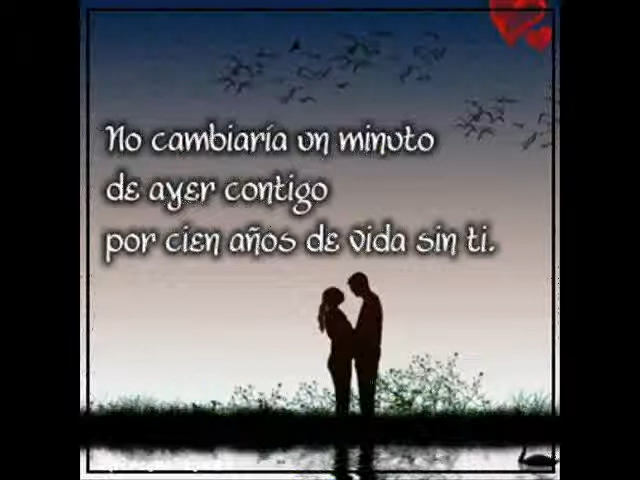 No cambiaría un minuto
de ayer contigo
por cien años de vida sin ti.